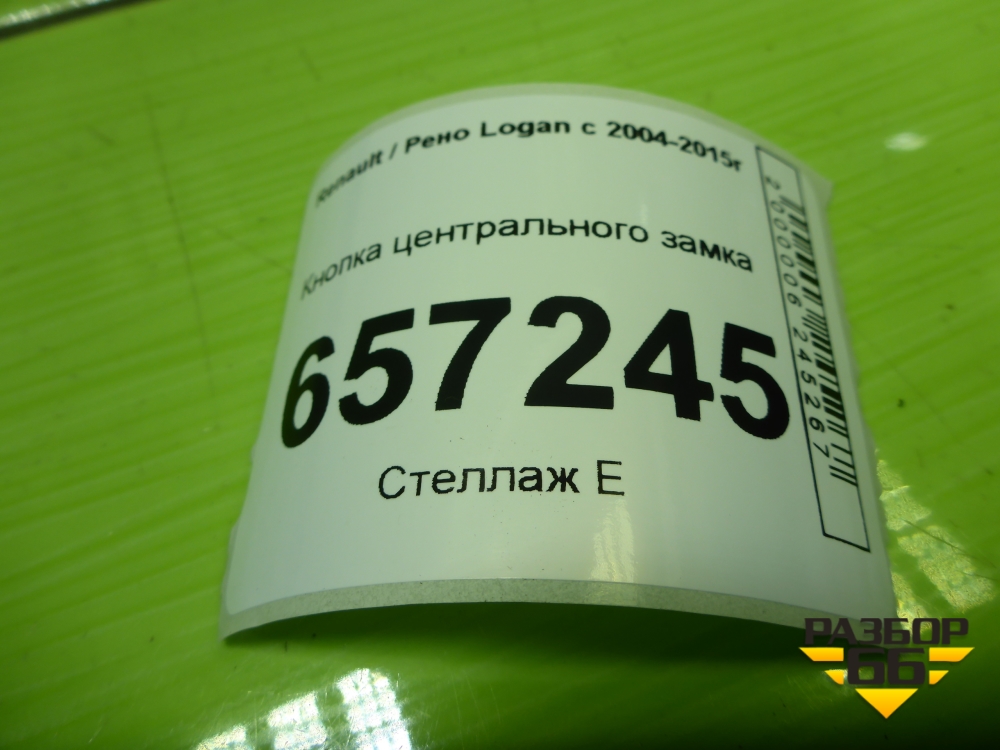 Renault / Рено Logan с 2004-2015г
Кнопка центрального замка
657245
Стеллаж Е
2000006245267
РАЗБОР
66